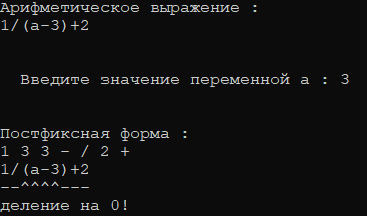 Арифметическое выражение :
1/(a-3)+2
Введите значение переменной a : 3
Постфиксная форма :
1 3 3 - / 2 +
1/(a-3)+2
--^^^^---
деление на 0!